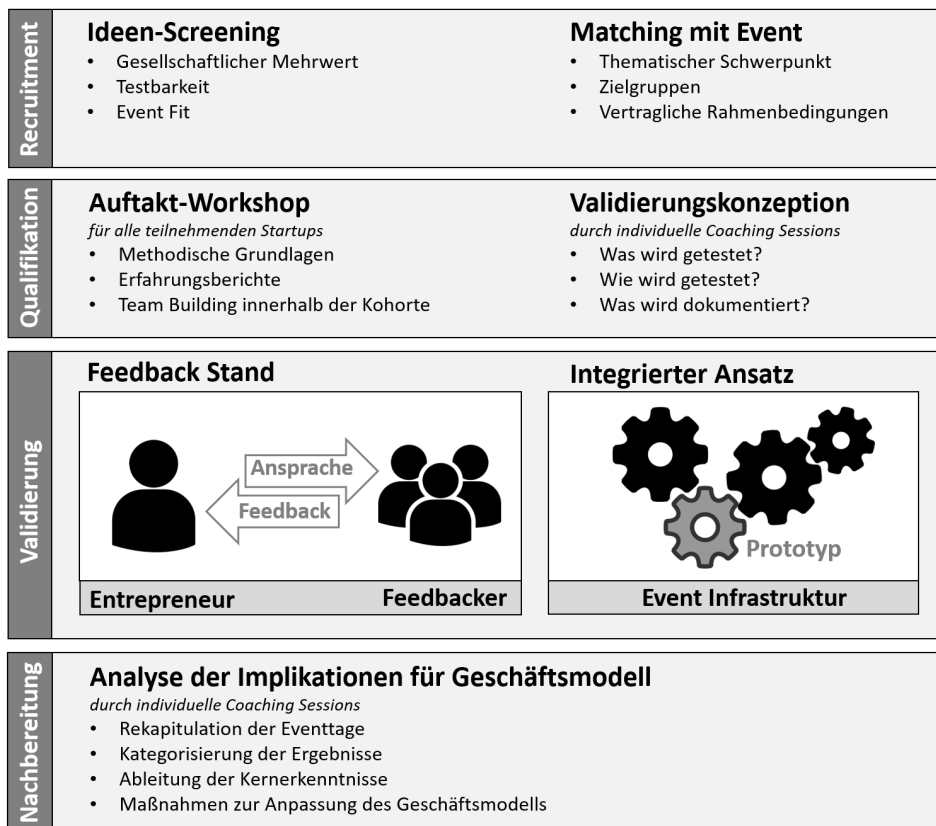 Recruitment
Ideen-Screening
• Gesellschaftlicher Mehrwert
• Testbarkeit
• Event Fit
Matching mit Event
• Thematischer Schwerpunkt
• Zielgruppen
• Vertragliche Rahmenbedingungen
Qualifikation
Auftakt-Workshop
für alle teilnehmenden Startups
• Methodische Grundlagen
• Erfahrungsberichte
• Team Building innerhalb der Kohorte
Validierungskonzeption
durch individuelle Coaching Sessions
• Was wird getestet?
• Wie wird getestet?
• Was wird dokumentiert?
Validierung
Feedback Stand
Ansprache
Feedback
Entrepreneur
Feedbacker
Integrierter Ansatz
Prototyp
Event Infrastruktur
Nachbereitung
Analyse der Implikationen für Geschäftsmodell
durch individuelle Coaching Sessions
• Rekapitulation der Eventtage
• Kategorisierung der Ergebnisse
• Ableitung der Kernerkenntnisse
• Maßnahmen zur Anpassung des Geschäftsmodells